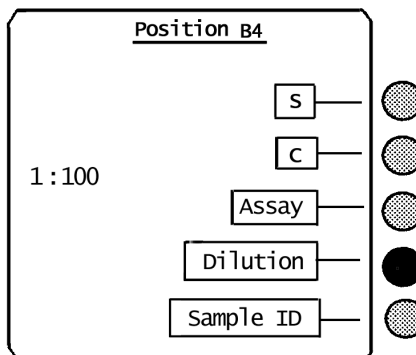 Position B4
S
C
1:100
Assay
Dilution
Sample ID